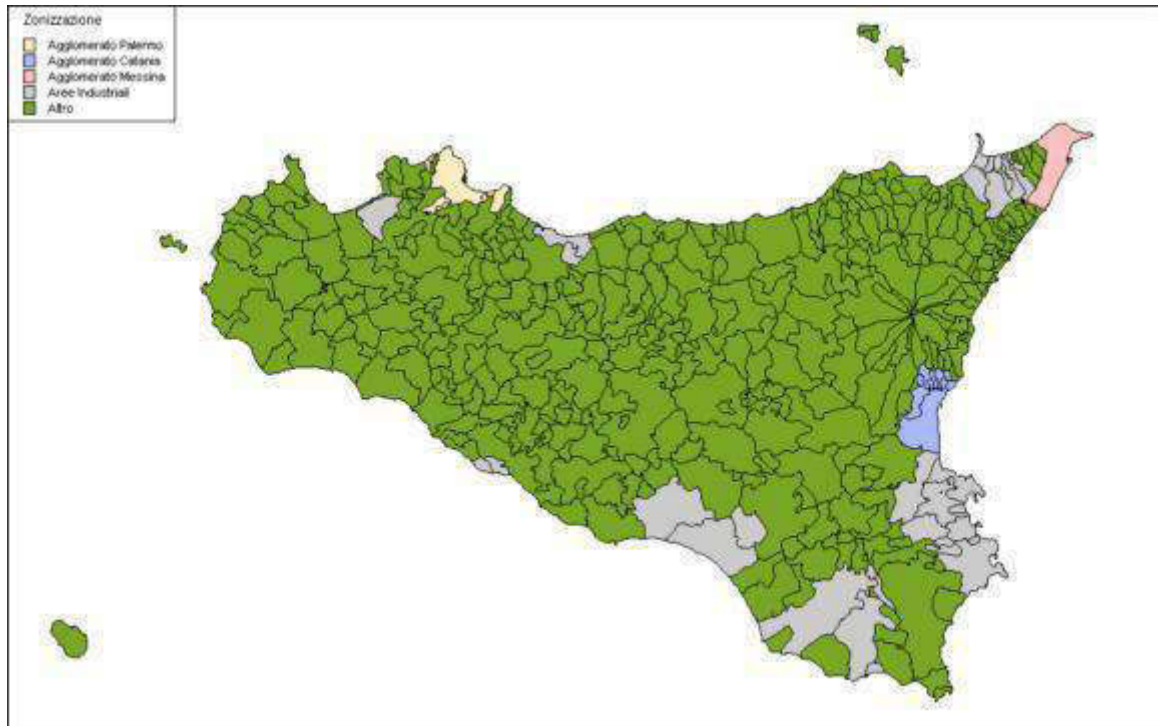 Zonizzazione
Agglomerato Palermo
Agglomerato Catania
Agglomerato Messina
Aree Industriali
Altro